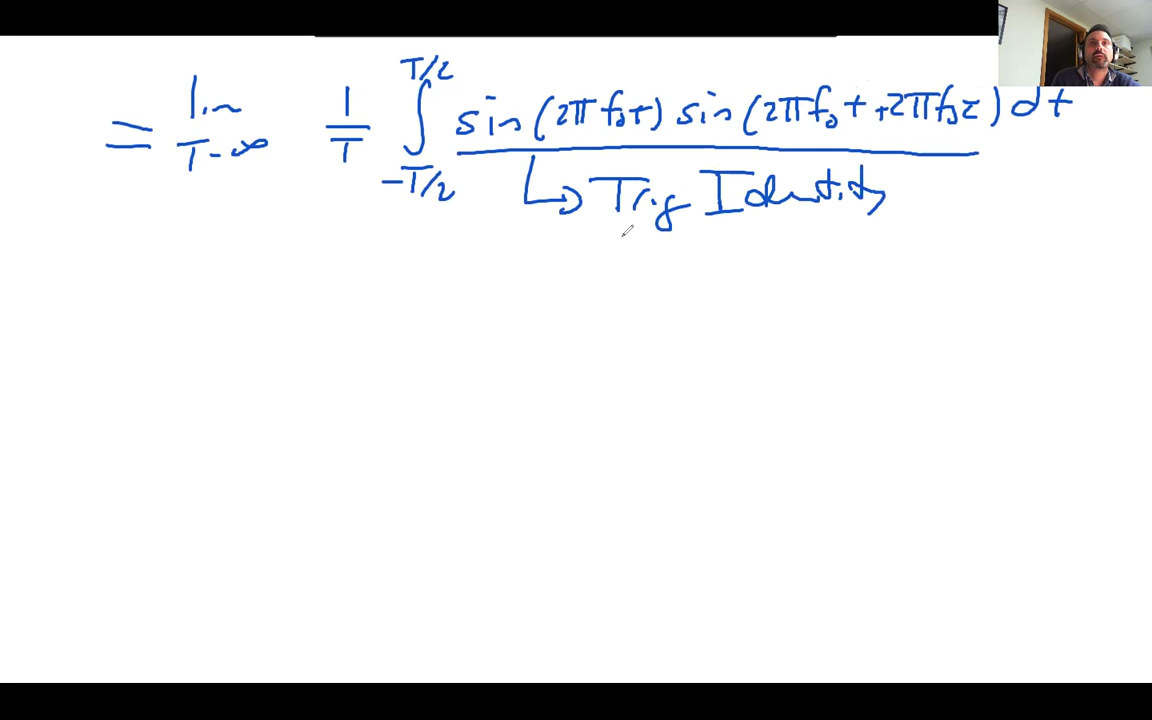 = lim T→∞ 1/T ∫_{-T/2}^{T/2} sin(2πf₀t) sin(2πf₀t + 2πf₀τ) dt
↳ Trig Identity